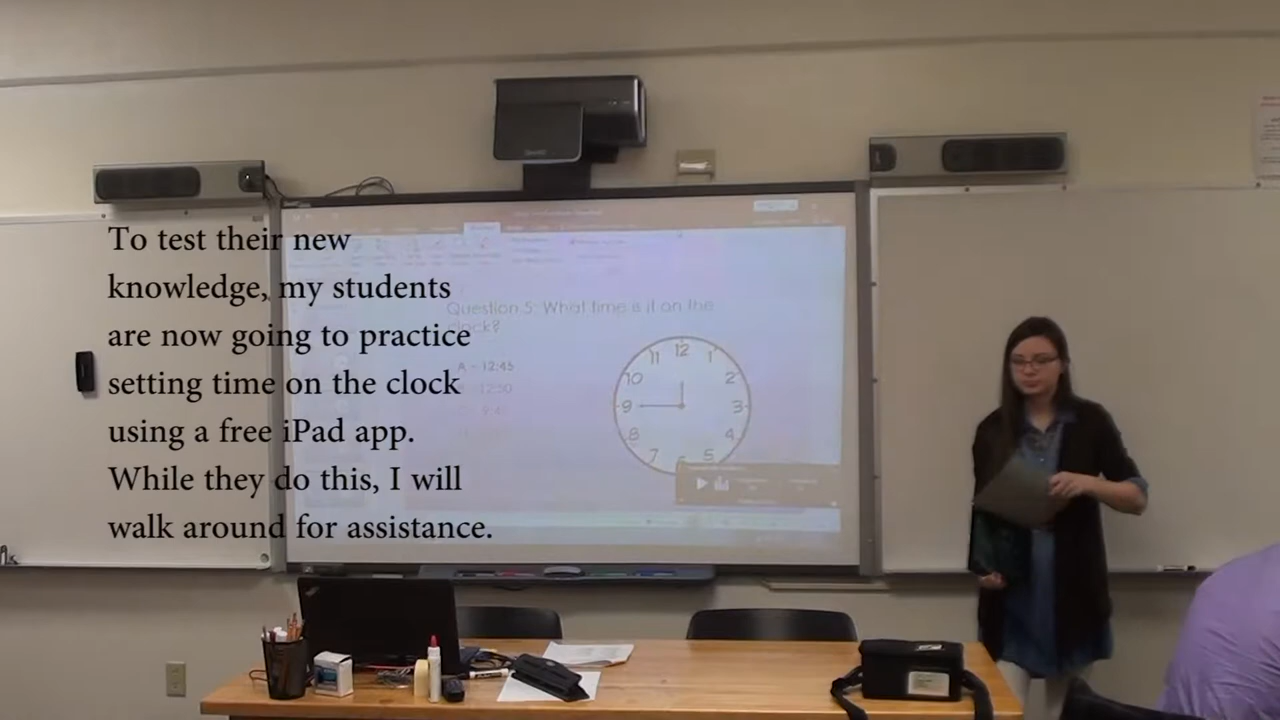 To test their new
knowledge, my students
are now going to practice
setting time on the clock
using a free iPad app.
While they do this, I will
walk around for assistance.
Question 5: What time is it on the
clock?
A - 12:45
12
1
2
3
4
5
7
8
9
10
11